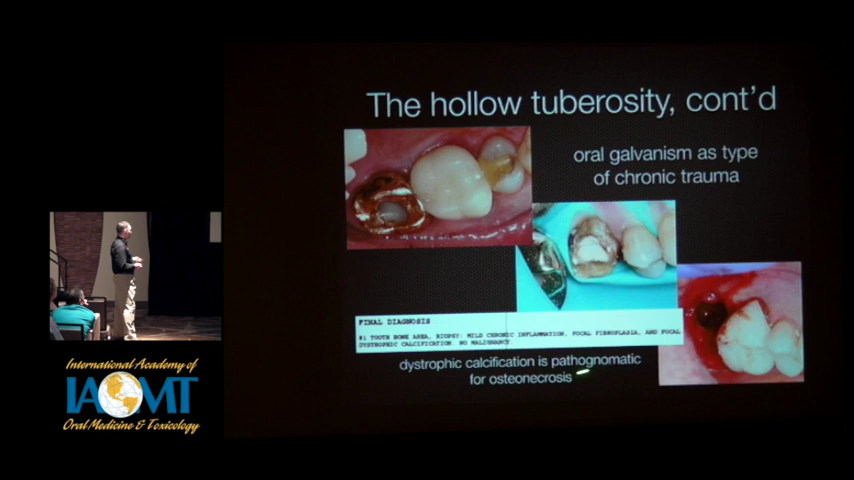 The hollow tuberosity, cont'd
oral galvanism as type
of chronic trauma
FINAL DIAGNOSIS
#1 TOOTH BONE AREA, BIOPSY: MILD CHRONIC INFLAMMATION, FOCAL FIBROPLASIA, AND FOCAL
DYSTROPHIC CALCIFICATION. NO MALIGNANCY.
dystrophic calcification is pathognomatic
for osteonecrosis
International Academy of
IAOMT
Oral Medicine & Toxicology